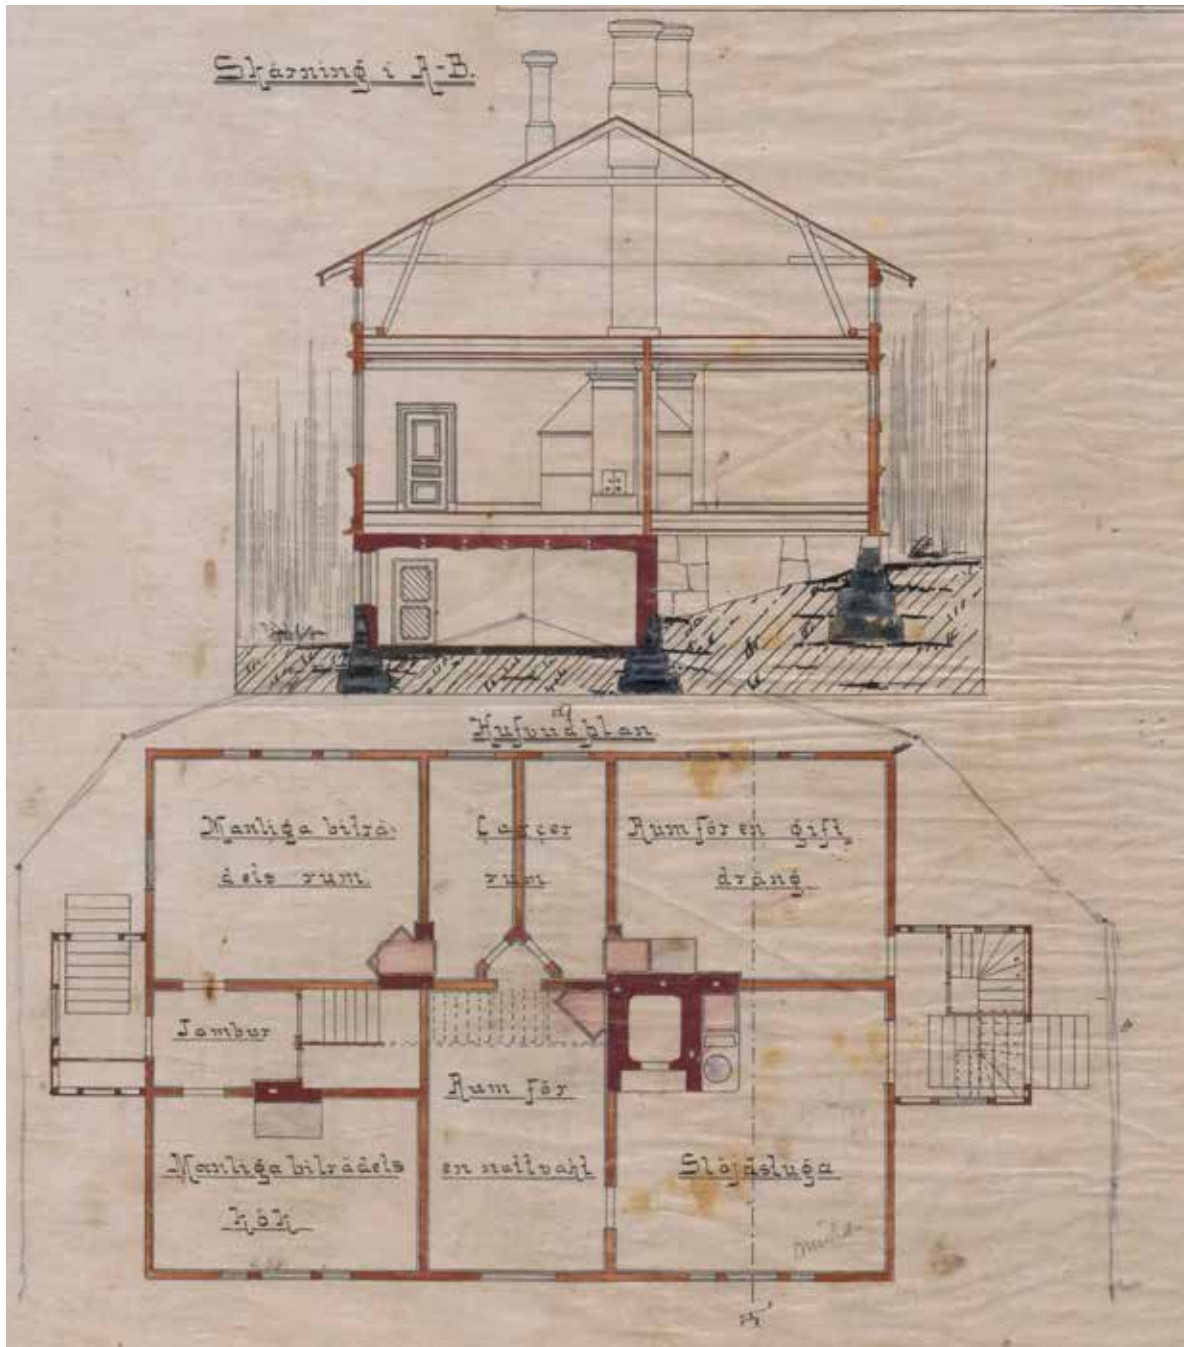 Skärning i A-B.
Hufvudplan.
Manliga biträ-
dets rum.
Carcer
rum
Rum för en gift
dräng.
Tambur
Rum för
en nattvakt
Manliga biträdets
kök
Slöjdstuga